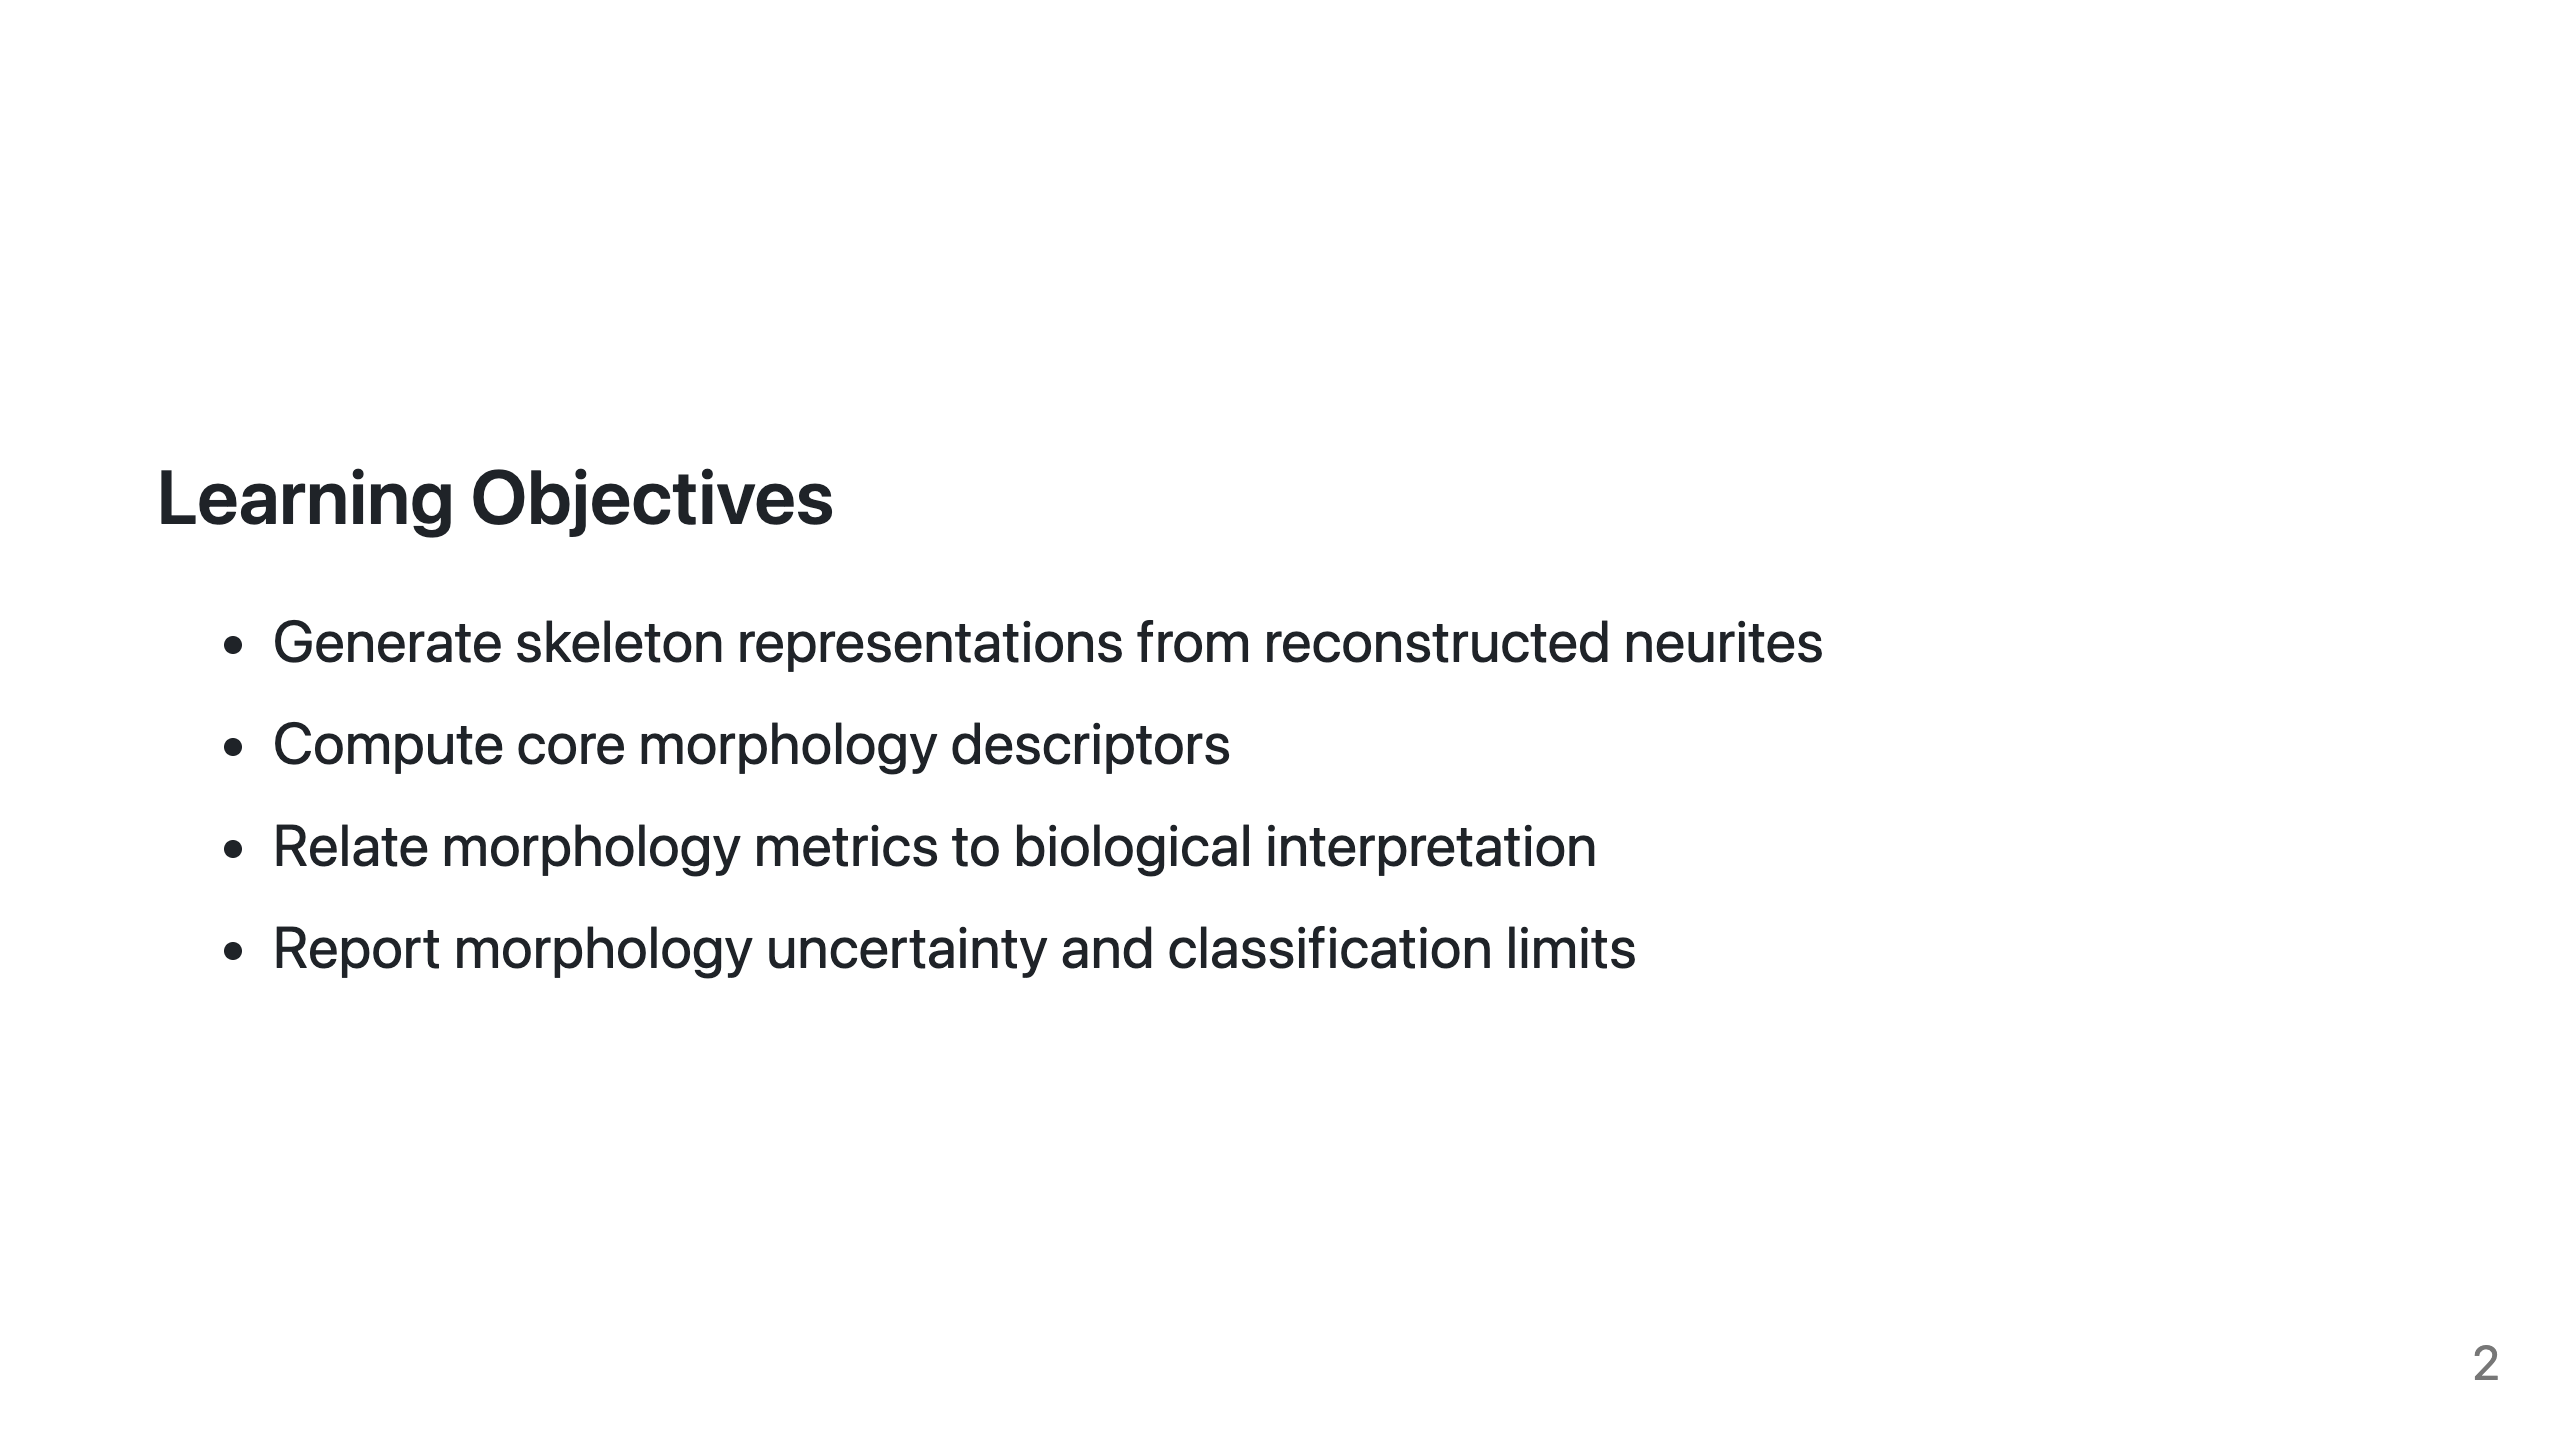 Learning Objectives
• Generate skeleton representations from reconstructed neurites
• Compute core morphology descriptors
• Relate morphology metrics to biological interpretation
• Report morphology uncertainty and classification limits
2